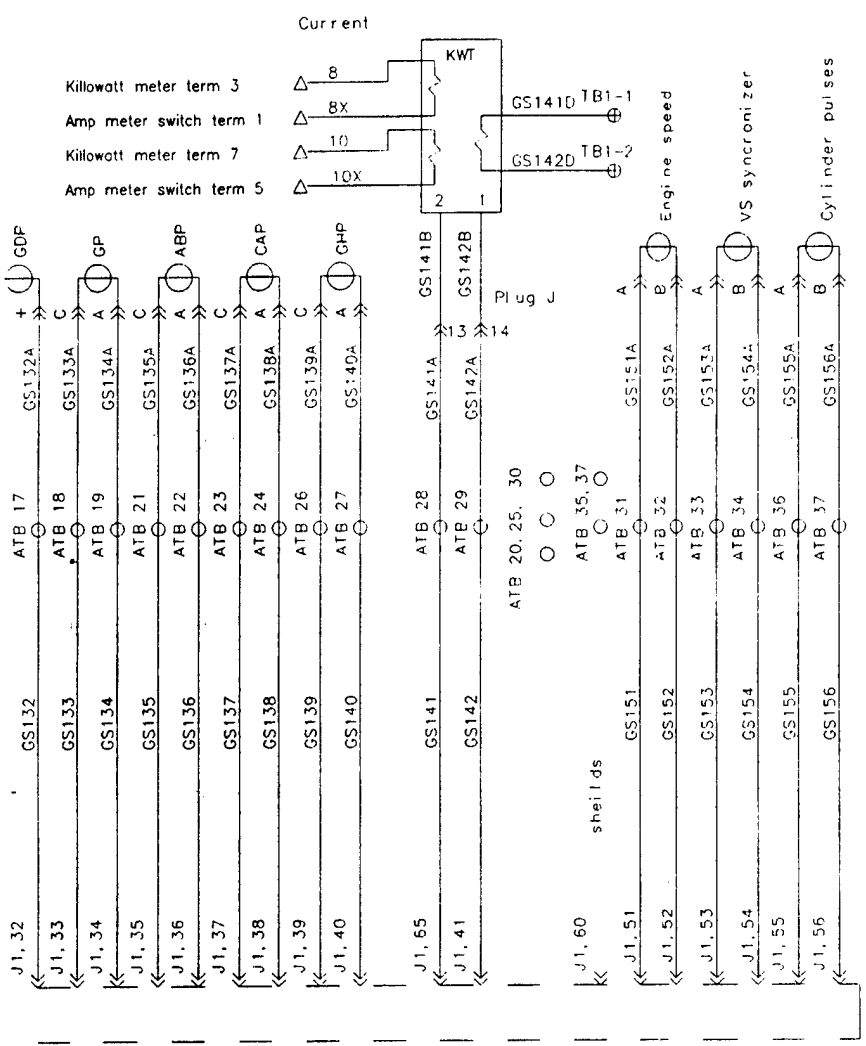 Current
KWT
Killowatt meter term 3
8
Amp meter switch term 1
8X
Killowatt meter term 7
10
Amp meter switch term 5
10X
GS141D TB1-1
GS142D TB1-2
2 1
Engine speed
VS syncronizer
Cylinder pulses
GDP
GP
ABP
CAP
GHP
GS141B
GS142B
Plug J
13
14
+
C
A
C
A
C
A
C
A
A
B
A
B
A
B
GS132A
GS133A
GS134A
GS135A
GS136A
GS137A
GS138A
GS139A
GS140A
GS141A
GS142A
GS151A
GS152A
GS153A
GS154A
GS155A
GS156A
ATB 17
ATB 18
ATB 19
ATB 21
ATB 22
ATB 23
ATB 24
ATB 26
ATB 27
ATB 28
ATB 29
ATB 20, 25, 30
ATB 35, 37
ATB 31
ATB 32
ATB 33
ATB 34
ATB 36
ATB 37
GS132
GS133
GS134
GS135
GS136
GS137
GS138
GS139
GS140
GS141
GS142
sheilds
GS151
GS152
GS153
GS154
GS155
GS156
J1, 32
J1, 33
J1, 34
J1, 35
J1, 36
J1, 37
J1, 38
J1, 39
J1, 40
J1, 65
J1, 41
J1, 60
J1, 51
J1, 52
J1, 53
J1, 54
J1, 55
J1, 56